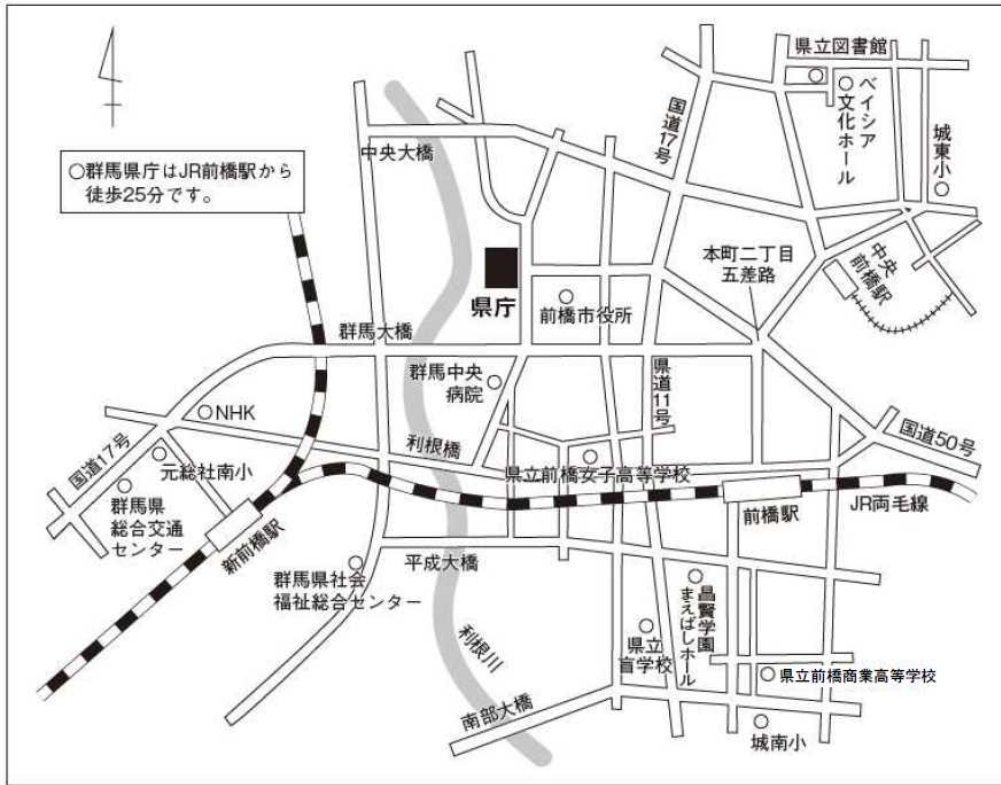 県立図書館
ベイシア
文化ホール
国道17号
城東小
中央大橋
○群馬県庁はJR前橋駅から
徒歩25分です。
本町二丁目
五差路
中央
前橋駅
県庁
前橋市役所
群馬大橋
群馬中央
病院
県道11号
NHK
利根橋
国道50号
国道17号
元総社南小
県立前橋女子高等学校
群馬県
総合交通
センター
前橋駅
JR両毛線
新前橋駅
平成大橋
群馬県社会
福祉総合センター
昌賢学園
まえばしホール
利根川
県立
盲学校
県立前橋商業高等学校
南部大橋
城南小